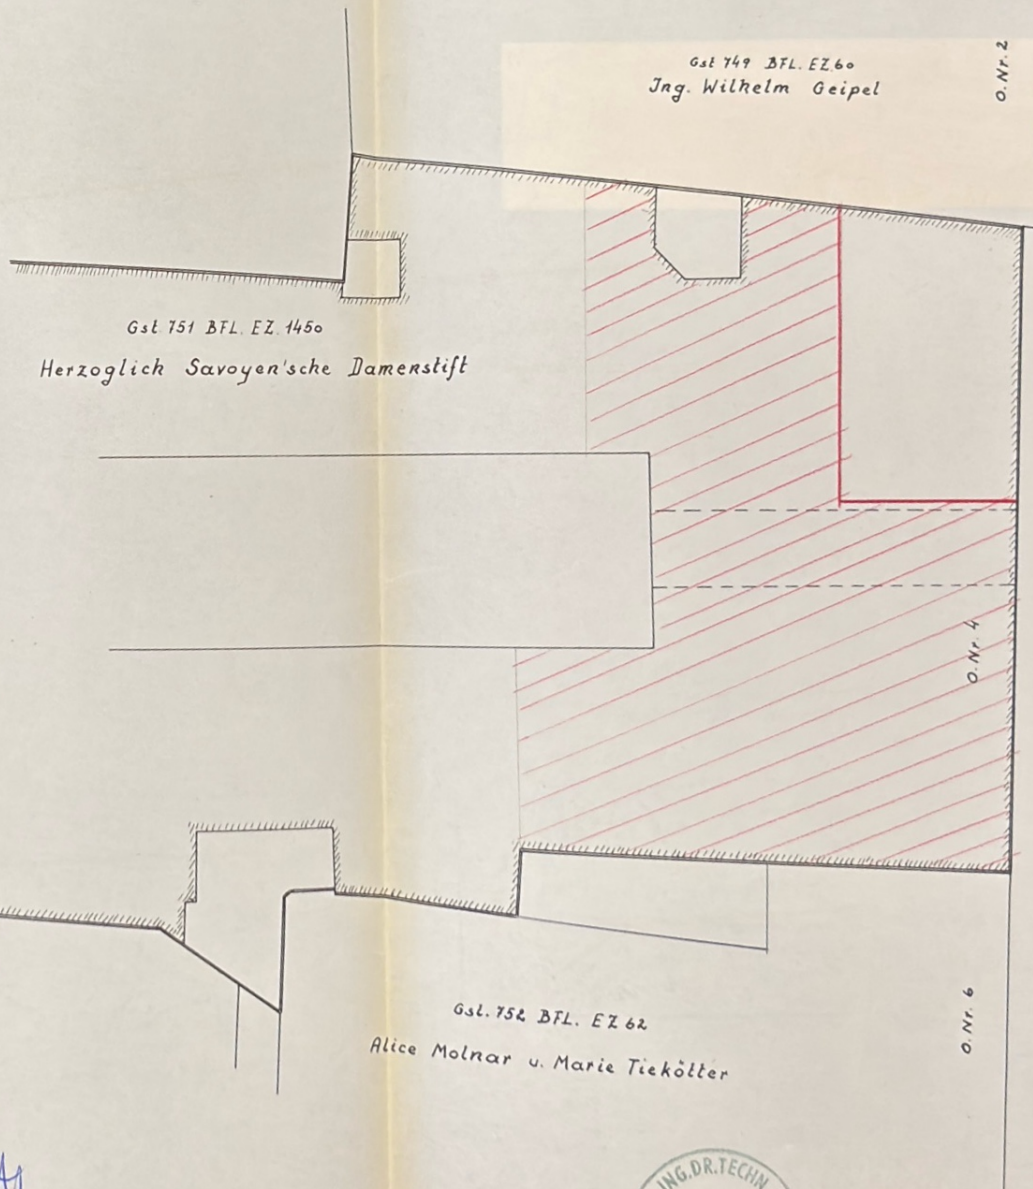 Gst 749 BFL. EZ 60
Ing. Wilhelm Geipel
O. Nr. 2
Gst. 751 BFL. EZ. 1450
Herzoglich Savoyen'sche Damenstift
O. Nr. 4
Gst. 752 BFL. EZ 62
Alice Molnar u. Marie Tiekötter
O. Nr. 6
ING. DR. TECHN